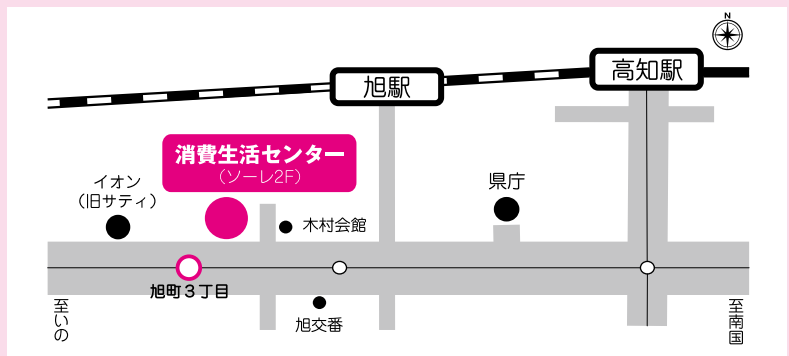 N
高知駅
旭駅
消費生活センター
（ソーレ2F）
イオン
（旧サティ）
県庁
木村会館
旭町３丁目
旭交番
至いの
至南国